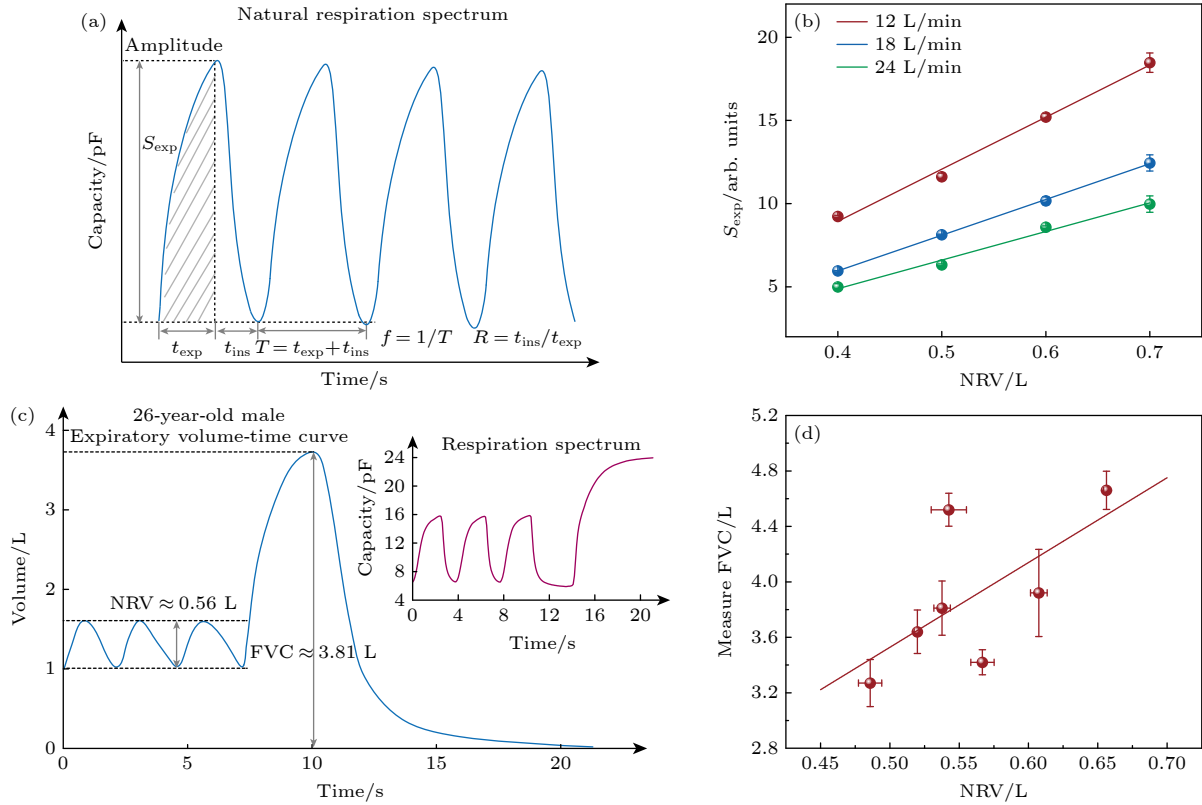 (a)
Natural respiration spectrum
Amplitude
S_exp
Capacity/pF
t_exp
t_ins
T = t_exp + t_ins
f = 1/T
R = t_ins/t_exp
Time/s
(b)
12 L/min
18 L/min
24 L/min
20
15
10
5
S_exp/arb. units
0.4 0.5 0.6 0.7
NRV/L
(c)
26-year-old male
Expiratory volume-time curve
4
3
2
1
0
Volume/L
NRV ≈ 0.56 L
FVC ≈ 3.81 L
0 5 10 15 20
Time/s
Respiration spectrum
24
20
16
12
8
4
Capacity/pF
0 4 8 12 16 20
Time/s
(d)
5.2
4.8
4.4
4.0
3.6
3.2
2.8
Measure FVC/L
0.45 0.50 0.55 0.60 0.65 0.70
NRV/L